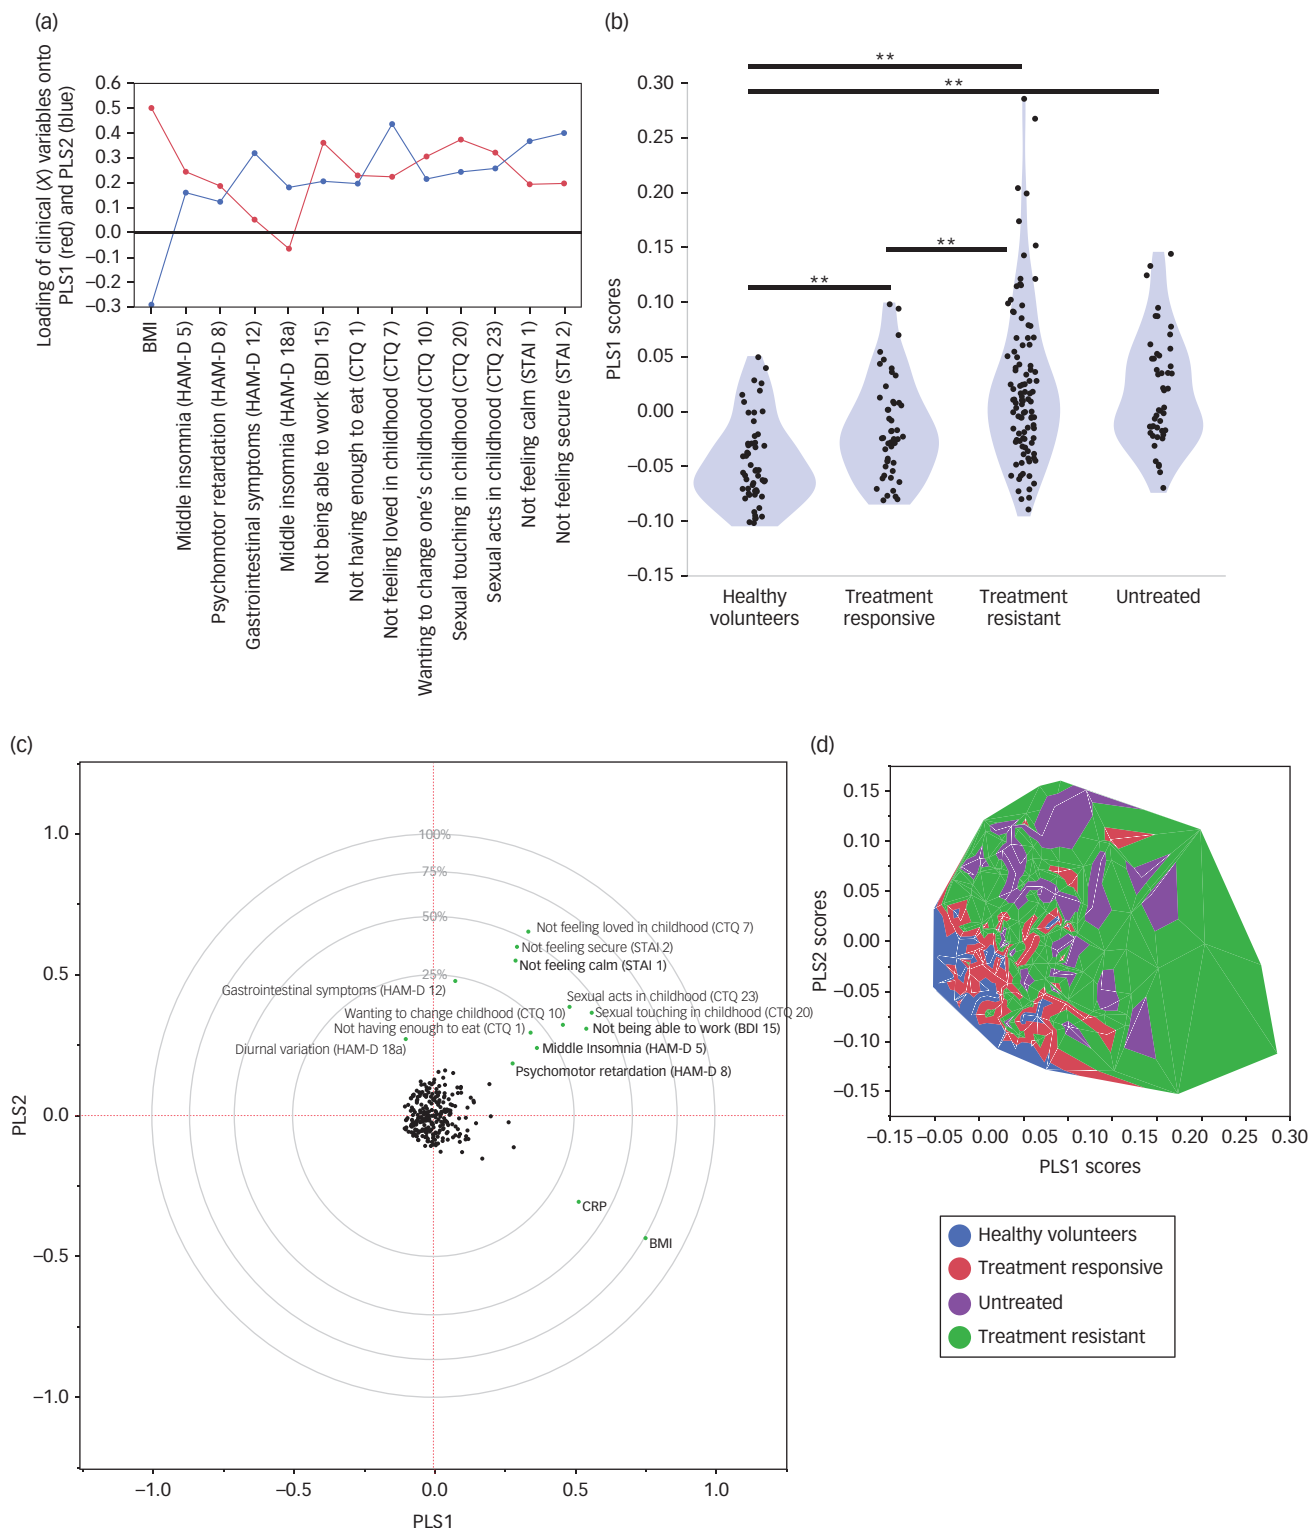 (a)
Loading of clinical (X) variables onto
PLS1 (red) and PLS2 (blue)
0.6
0.5
0.4
0.3
0.2
0.1
0.0
−0.1
−0.2
−0.3
BMI
Middle insomnia (HAM-D 5)
Psychomotor retardation (HAM-D 8)
Gastrointestinal symptoms (HAM-D 12)
Middle insomnia (HAM-D 18a)
Not being able to work (BDI 15)
Not having enough to eat (CTQ 1)
Not feeling loved in childhood (CTQ 7)
Wanting to change one's childhood (CTQ 10)
Sexual touching in childhood (CTQ 20)
Sexual acts in childhood (CTQ 23)
Not feeling calm (STAI 1)
Not feeling secure (STAI 2)
(b)
PLS1 scores
0.30
0.25
0.20
0.15
0.10
0.05
0.00
−0.05
−0.10
−0.15
**
**
**
**
Healthy
volunteers
Treatment
responsive
Treatment
resistant
Untreated
(c)
PLS2
1.0
0.5
0.0
−0.5
−1.0
100%
75%
50%
25%
Not feeling loved in childhood (CTQ 7)
Not feeling secure (STAI 2)
Not feeling calm (STAI 1)
Gastrointestinal symptoms (HAM-D 12)
Sexual acts in childhood (CTQ 23)
Wanting to change childhood (CTQ 10)
Sexual touching in childhood (CTQ 20)
Not having enough to eat (CTQ 1)
Not being able to work (BDI 15)
Diurnal variation (HAM-D 18a)
Middle Insomnia (HAM-D 5)
Psychomotor retardation (HAM-D 8)
CRP
BMI
−1.0
−0.5
0.0
0.5
1.0
PLS1
(d)
PLS2 scores
0.15
0.10
0.05
0.00
−0.05
−0.10
−0.15
−0.15 −0.05 0.00 0.05 0.10 0.15 0.20 0.25 0.30
PLS1 scores
Healthy volunteers
Treatment responsive
Untreated
Treatment resistant